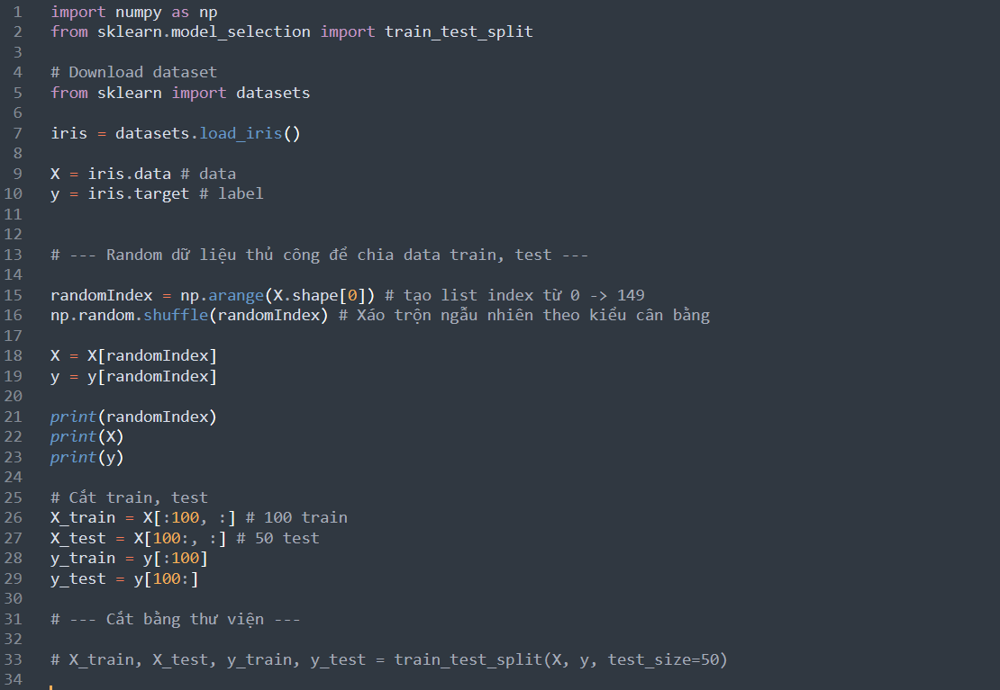 1 import numpy as np
2 from sklearn.model_selection import train_test_split
3
4 # Download dataset
5 from sklearn import datasets
6
7 iris = datasets.load_iris()
8
9 X = iris.data # data
10 y = iris.target # label
11
12
13 # --- Random dữ liệu thủ công để chia data train, test ---
14
15 randomIndex = np.arange(X.shape[0]) # tạo list index từ 0 -> 149
16 np.random.shuffle(randomIndex) # Xáo trộn ngẫu nhiên theo kiểu cân bằng
17
18 X = X[randomIndex]
19 y = y[randomIndex]
20
21 print(randomIndex)
22 print(X)
23 print(y)
24
25 # Cắt train, test
26 X_train = X[:100, :] # 100 train
27 X_test = X[100:, :] # 50 test
28 y_train = y[:100]
29 y_test = y[100:]
30
31 # --- Cắt bằng thư viện ---
32
33 # X_train, X_test, y_train, y_test = train_test_split(X, y, test_size=50)
34